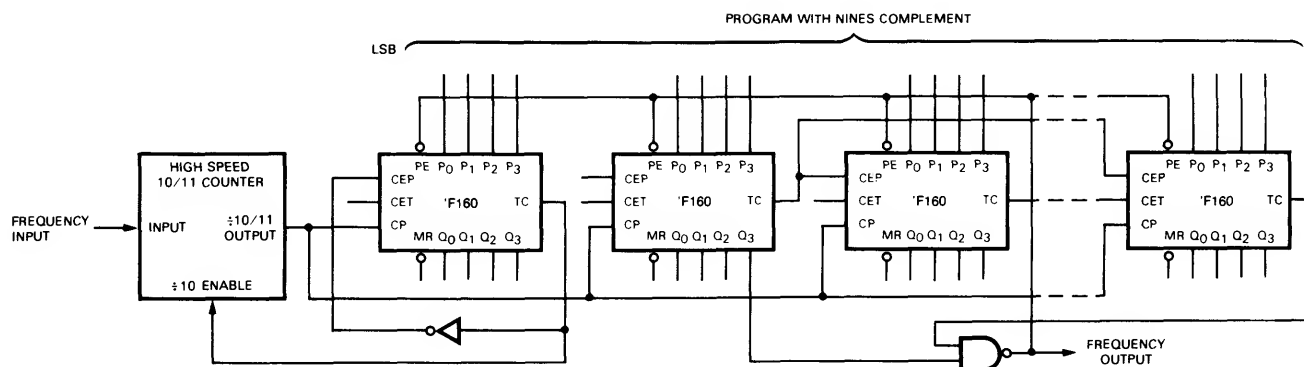 PROGRAM WITH NINES COMPLEMENT
LSB
HIGH SPEED
10/11 COUNTER
FREQUENCY
INPUT
INPUT
÷10/11
OUTPUT
÷10 ENABLE
PE P0 P1 P2 P3
CEP
CET 'F160 TC
CP
MR Q0 Q1 Q2 Q3
PE P0 P1 P2 P3
CEP
CET 'F160 TC
CP
MR Q0 Q1 Q2 Q3
PE P0 P1 P2 P3
CEP
CET 'F160 TC
CP
MR Q0 Q1 Q2 Q3
PE P0 P1 P2 P3
CEP
CET 'F160 TC
CP
MR Q0 Q1 Q2 Q3
FREQUENCY
OUTPUT